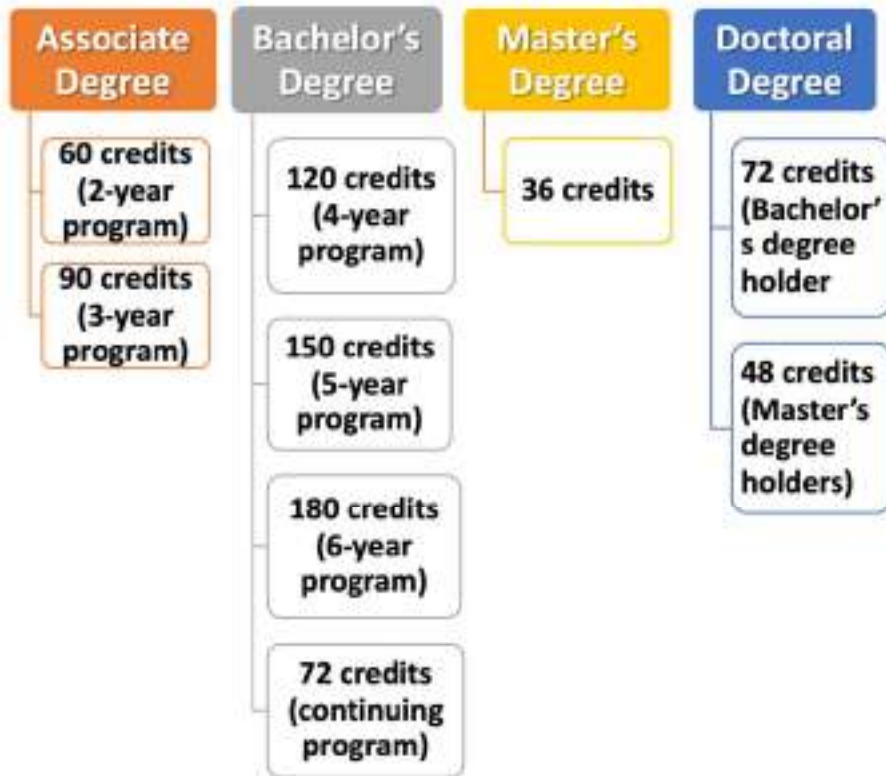 Associate
Degree
60 credits
(2-year
program)
90 credits
(3-year
program)
Bachelor's
Degree
120 credits
(4-year
program)
150 credits
(5-year
program)
180 credits
(6-year
program)
72 credits
(continuing
program)
Master's
Degree
36 credits
Doctoral
Degree
72 credits
(Bachelor'
s degree
holder
48 credits
(Master's
degree
holders)